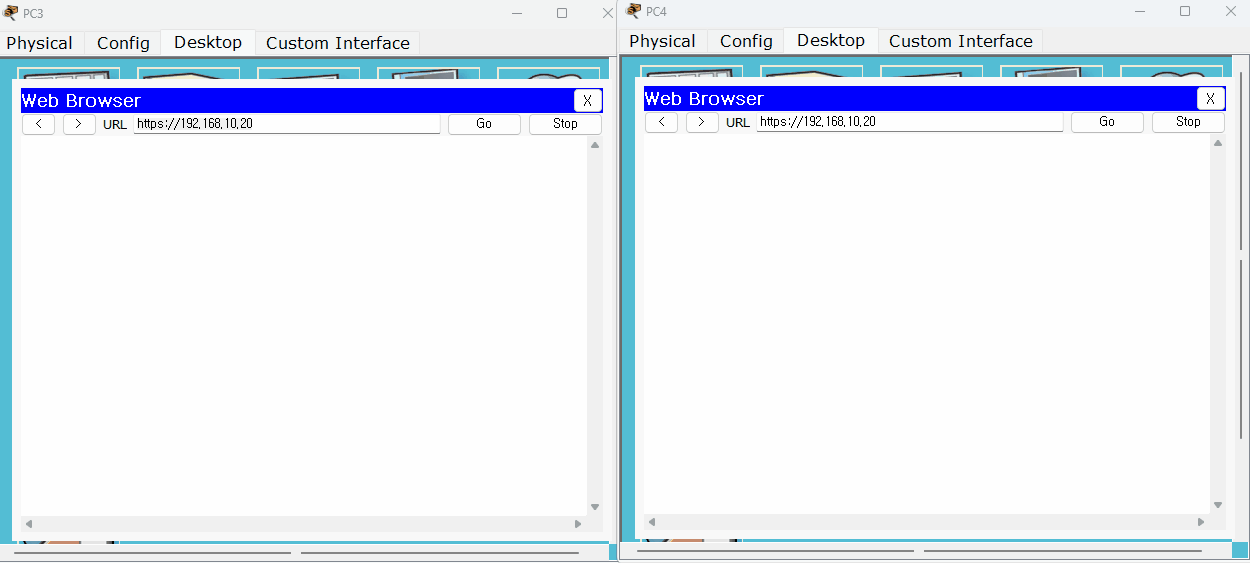 PC3
Physical Config Desktop Custom Interface
Web Browser X
< > URL https://192.168.10.20 Go Stop
PC4
Physical Config Desktop Custom Interface
Web Browser X
< > URL https://192.168.10.20 Go Stop